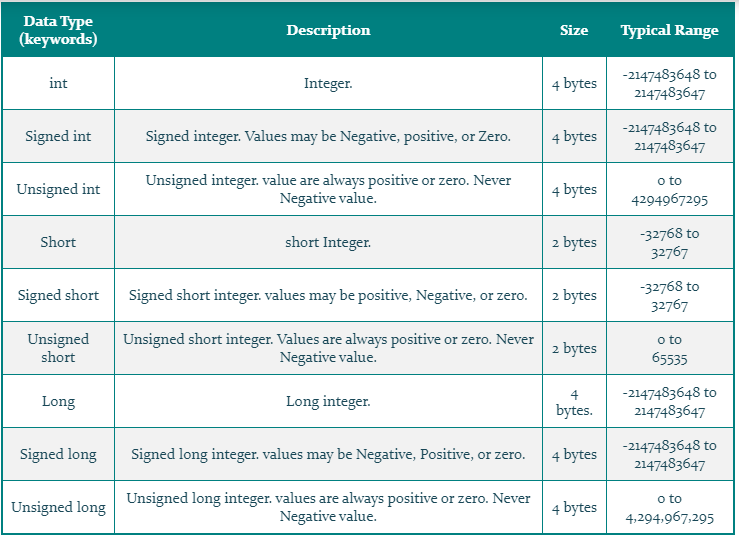 Data Type
(keywords)
Description
Size
Typical Range
int
Integer.
4 bytes
-2147483648 to
2147483647
Signed int
Signed integer. Values may be Negative, positive, or Zero.
4 bytes
-2147483648 to
2147483647
Unsigned int
Unsigned integer. value are always positive or zero. Never
Negative value.
4 bytes
0 to
4294967295
Short
short Integer.
2 bytes
-32768 to
32767
Signed short
Signed short integer. values may be positive, Negative, or zero.
2 bytes
-32768 to
32767
Unsigned
short
Unsigned short integer. Values are always positive or zero. Never
Negative value.
2 bytes
0 to
65535
Long
Long integer.
4
bytes.
-2147483648 to
2147483647
Signed long
Signed long integer. values may be Negative, Positive, or zero.
4 bytes
-2147483648 to
2147483647
Unsigned long
Unsigned long integer. values are always positive or zero. Never
Negative value.
4 bytes
0 to
4,294,967,295